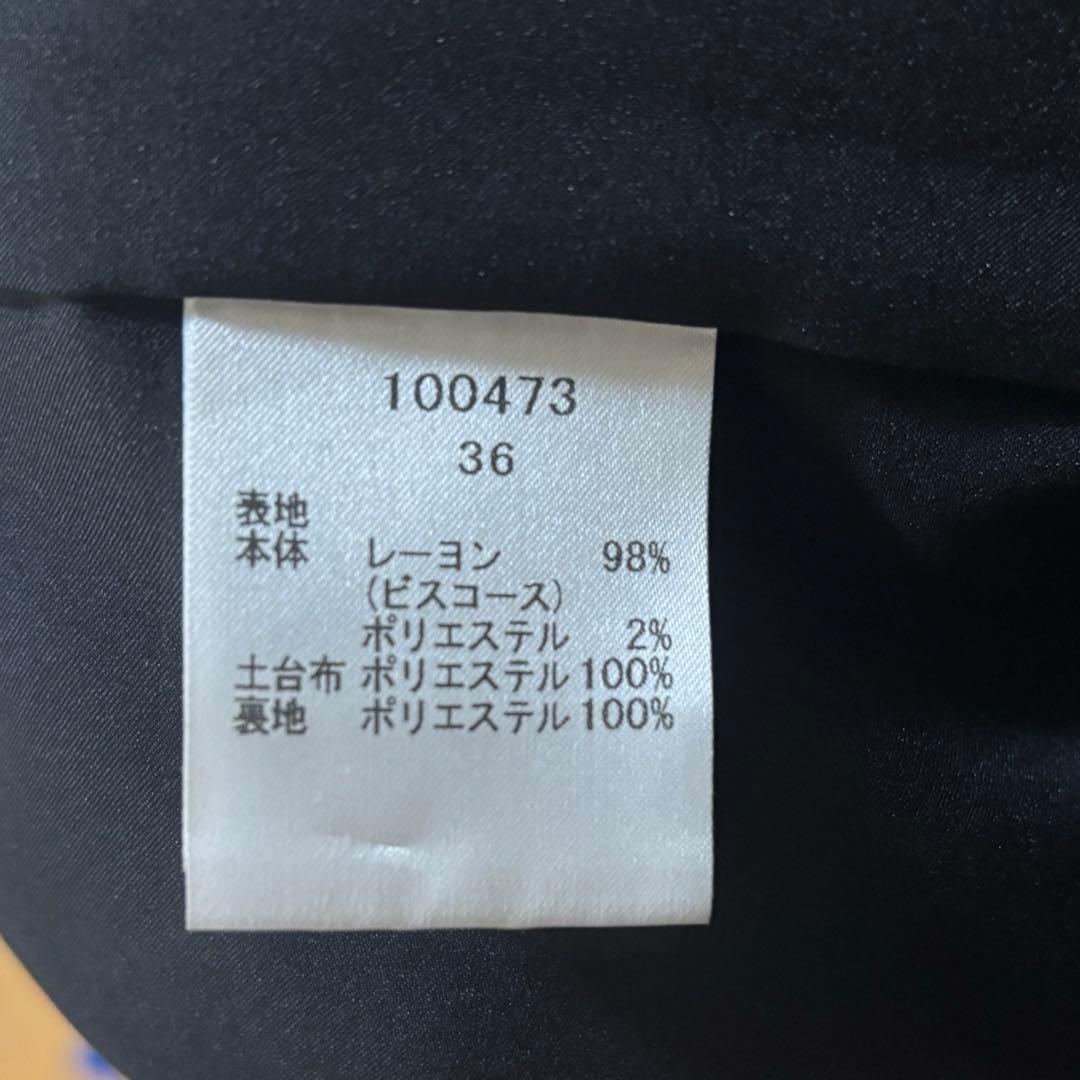 100473
36
表地
本体 レーヨン 98%
(ビスコース)
ポリエステル 2%
土台布 ポリエステル 100%
裏地 ポリエステル 100%